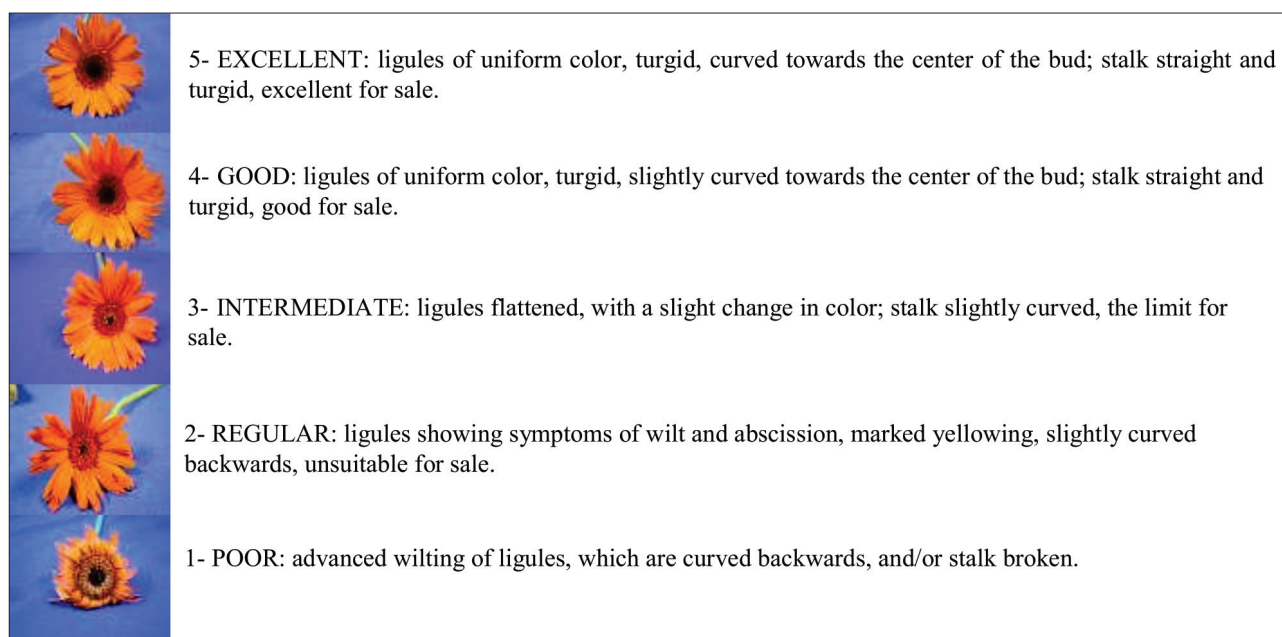 5- EXCELLENT: ligules of uniform color, turgid, curved towards the center of the bud; stalk straight and
turgid, excellent for sale.
4- GOOD: ligules of uniform color, turgid, slightly curved towards the center of the bud; stalk straight and
turgid, good for sale.
3- INTERMEDIATE: ligules flattened, with a slight change in color; stalk slightly curved, the limit for
sale.
2- REGULAR: ligules showing symptoms of wilt and abscission, marked yellowing, slightly curved
backwards, unsuitable for sale.
1- POOR: advanced wilting of ligules, which are curved backwards, and/or stalk broken.